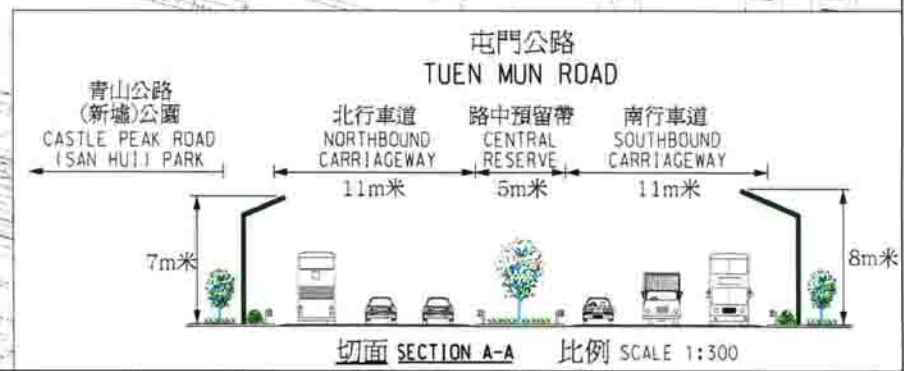 屯門公路
TUEN MUN ROAD
青山公路
(新墟)公園
CASTLE PEAK ROAD
(SAN HUI) PARK
北行車道
NORTHBOUND
CARRIAGEWAY
11m米
路中預留帶
CENTRAL
RESERVE
5m米
南行車道
SOUTHBOUND
CARRIAGEWAY
11m米
7m米
8m米
切面 SECTION A-A 比例 SCALE 1:300